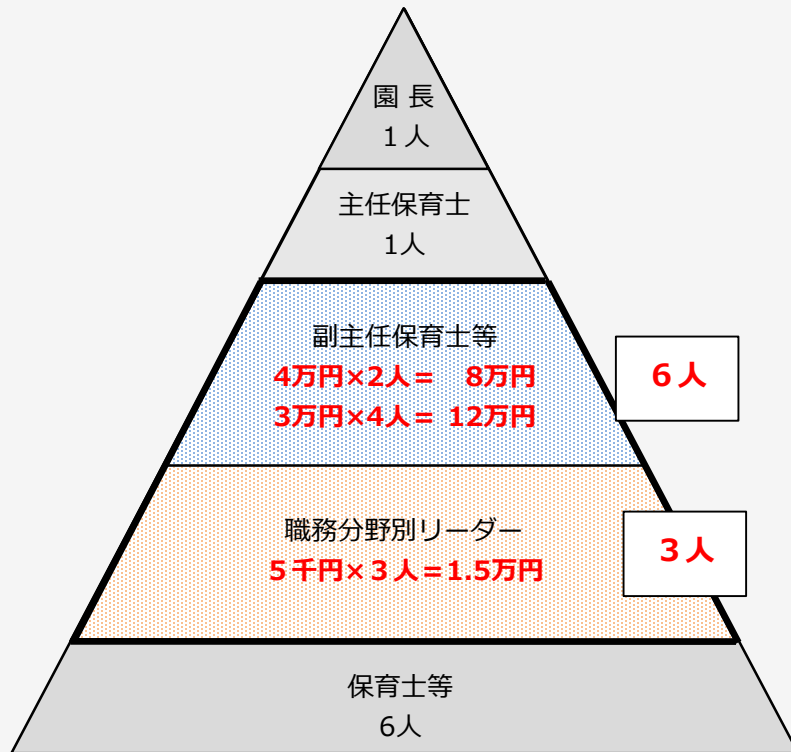 園 長
1人
主任保育士
1人
副主任保育士等
4万円×2人＝　8万円
3万円×4人＝ 12万円
6人
職務分野別リーダー
5千円×3人＝1.5万円
3人
保育士等
6人